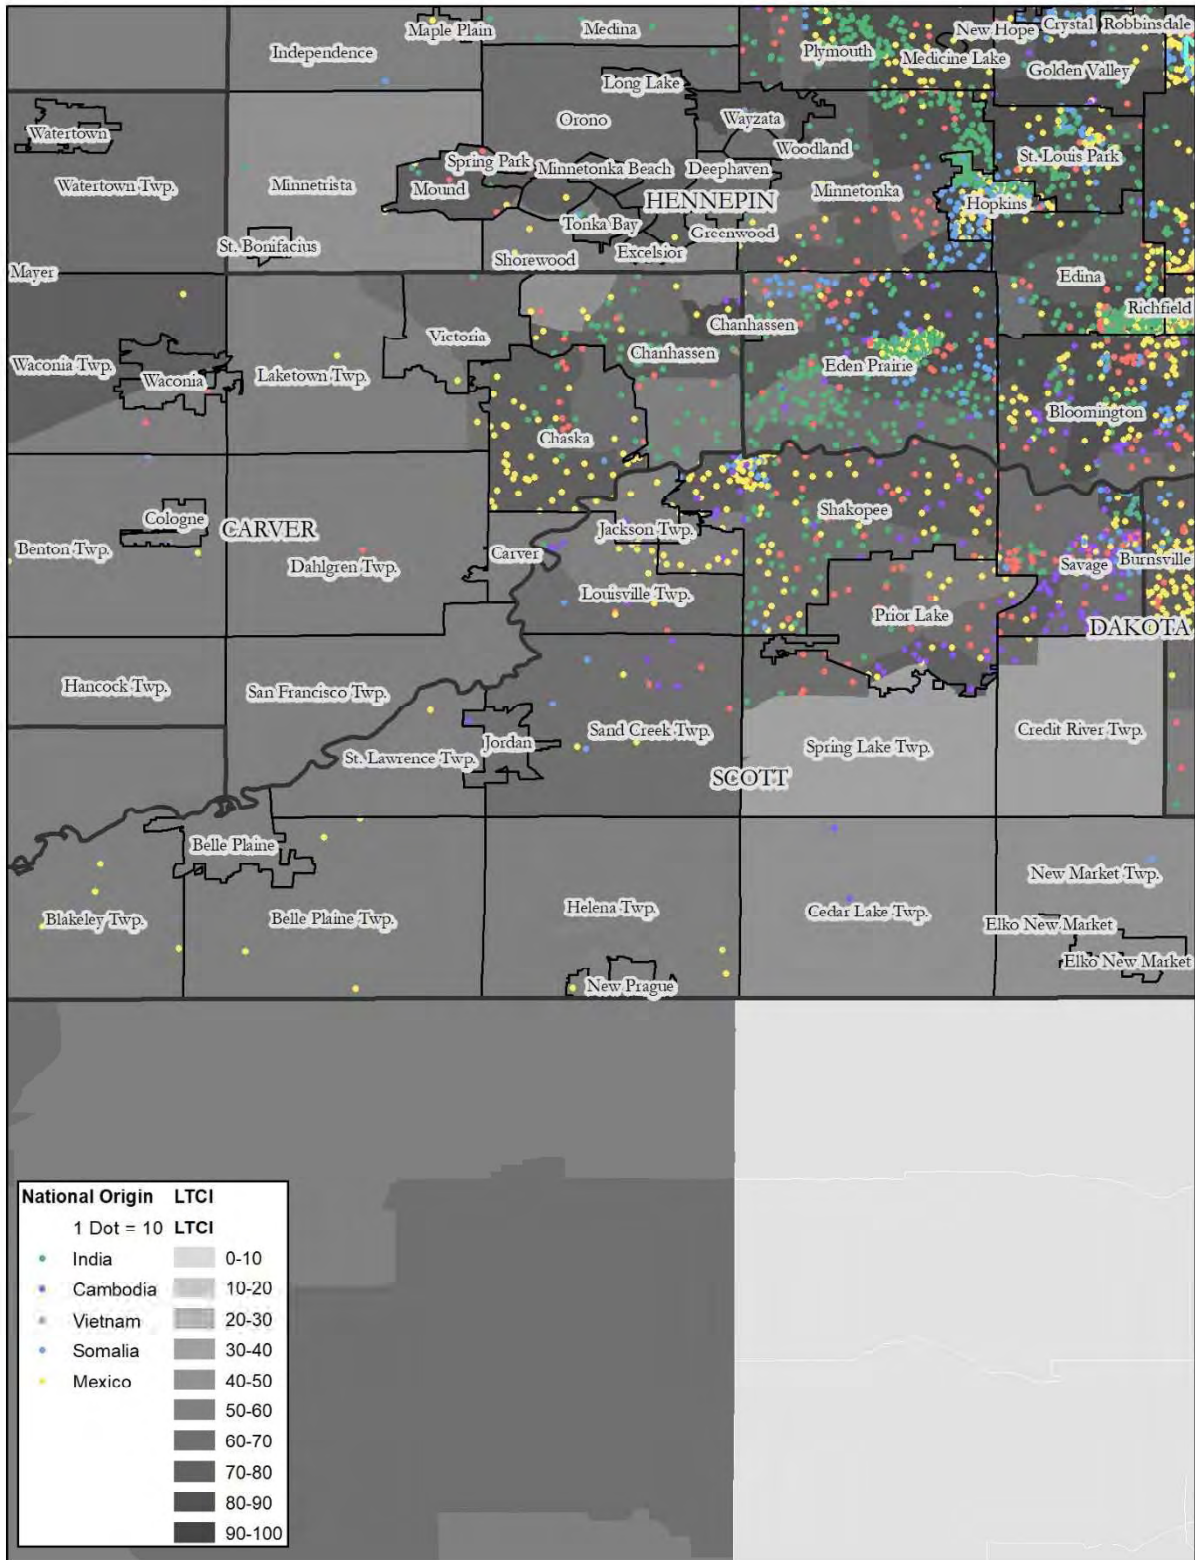 Maple Plain
Medina
New Hope
Crystal
Robbinsdale
Independence
Plymouth
Medicine Lake
Golden Valley
Long Lake
Watertown
Orono
Wayzata
Woodland
St. Louis Park
Watertown Twp.
Minnetrista
Spring Park
Mound
Minnetonka Beach
Deephaven
Minnetonka
HENNEPIN
Hopkins
Tonka Bay
Greenwood
St. Bonifacius
Excelsior
Shorewood
Mayer
Edina
Richfield
Victoria
Chanhassen
Chanhassen
Waconia Twp.
Waconia
Laketown Twp.
Eden Prairie
Bloomington
Chaska
Cologne
CARVER
Benton Twp.
Dahlgren Twp.
Carver
Jackson Twp.
Shakopee
Louisville Twp.
Savage
Burnsville
Prior Lake
DAKOTA
Hancock Twp.
San Francisco Twp.
St. Lawrence Twp.
Jordan
Sand Creek Twp.
Spring Lake Twp.
Credit River Twp.
SCOTT
Belle Plaine
New Market Twp.
Blakeley Twp.
Belle Plaine Twp.
Helena Twp.
Cedar Lake Twp.
Elko New Market
Elko New Market
New Prague
National Origin LTCI
1 Dot = 10 LTCI
India 0-10
Cambodia 10-20
Vietnam 20-30
Somalia 30-40
Mexico 40-50
50-60
60-70
70-80
80-90
90-100